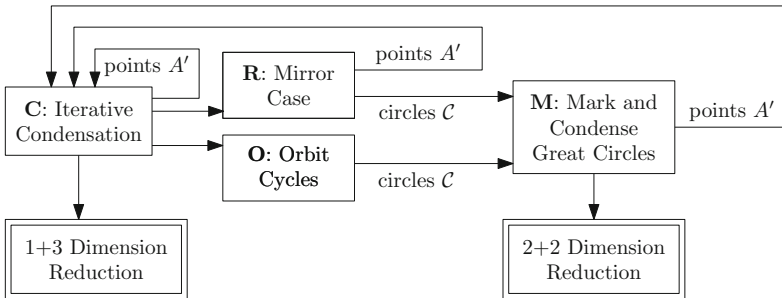 points A′
points A′
R: Mirror
Case
points A′
C: Iterative
Condensation
circles 𝒞
M: Mark and
Condense
Great Circles
O: Orbit
Cycles
circles 𝒞
1+3 Dimension
Reduction
2+2 Dimension
Reduction